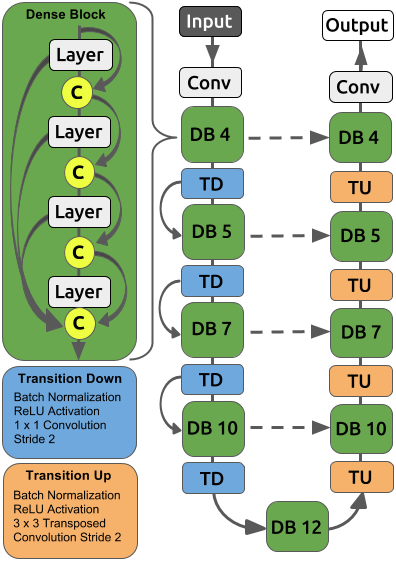 Dense Block
Layer
C
Layer
C
Layer
C
Layer
C
Transition Down
Batch Normalization
ReLU Activation
1 x 1 Convolution
Stride 2
Transition Up
Batch Normalization
ReLU Activation
3 x 3 Transposed
Convolution Stride 2
Input
Conv
DB 4
TD
DB 5
TD
DB 7
TD
DB 10
TD
DB 12
Output
Conv
DB 4
TU
DB 5
TU
DB 7
TU
DB 10
TU